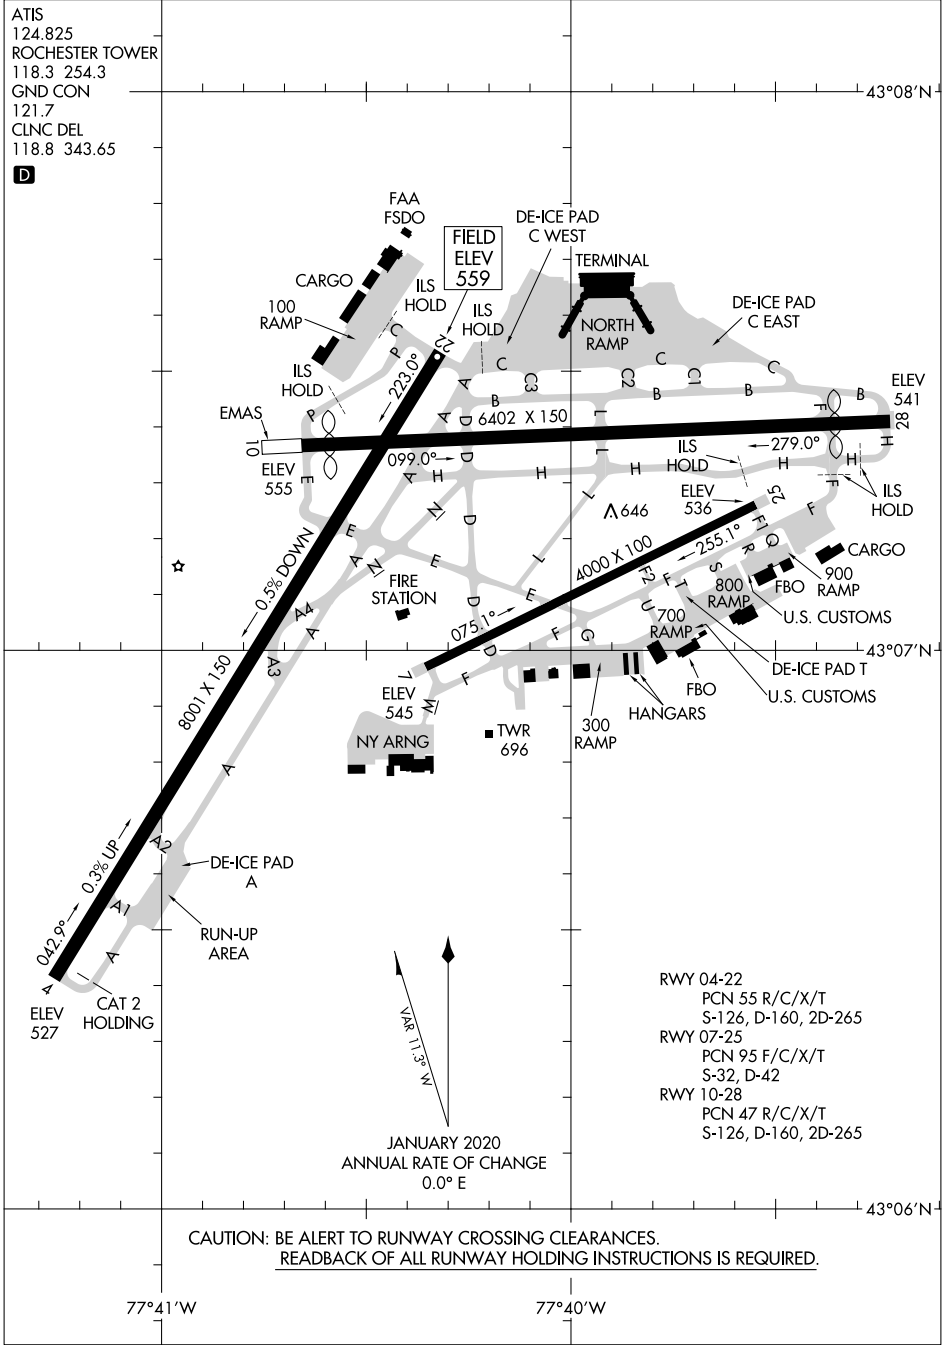 ATIS
124.825
ROCHESTER TOWER
118.3 254.3
GND CON
121.7
CLNC DEL
118.8 343.65
D
43°08'N
FAA
FSDO
FIELD
ELEV
559
DE-ICE PAD
C WEST
TERMINAL
CARGO
ILS
HOLD
100
RAMP
ILS
HOLD
NORTH
RAMP
DE-ICE PAD
C EAST
C
P
22
C
C
C
ILS
HOLD
223.0°
A
C3
C2
C1
B
B
B
B
ELEV
541
EMAS
P
A
D
6402 X 150
L
F
28
10
099.0°
D
L
279.0°
H
ELEV
555
E
A
H
H
H
H
H
ILS
HOLD
F
ILS
HOLD
ELEV
536
25
L
646
N
D
F1
F
E
A
N
E
L
4000 X 100
255.1°
R
Q
CARGO
0.5% DOWN
FIRE
STATION
D
E
F2
F
T
S
800
RAMP
FBO
900
RAMP
U.S. CUSTOMS
A4
A
075.1°
F
G
U
700
RAMP
43°07'N
A3
D
F
7
ELEV
545
W
DE-ICE PAD T
FBO
U.S. CUSTOMS
8001 X 150
HANGARS
300
RAMP
NY ARNG
TWR
696
A
0.3% UP
A2
DE-ICE PAD
A
A1
RUN-UP
AREA
042.9°
A
4
ELEV
527
CAT 2
HOLDING
VAR 11.3° W
RWY 04-22
PCN 55 R/C/X/T
S-126, D-160, 2D-265
RWY 07-25
PCN 95 F/C/X/T
S-32, D-42
RWY 10-28
PCN 47 R/C/X/T
S-126, D-160, 2D-265
JANUARY 2020
ANNUAL RATE OF CHANGE
0.0° E
43°06'N
CAUTION: BE ALERT TO RUNWAY CROSSING CLEARANCES.
READBACK OF ALL RUNWAY HOLDING INSTRUCTIONS IS REQUIRED.
77°41'W
77°40'W